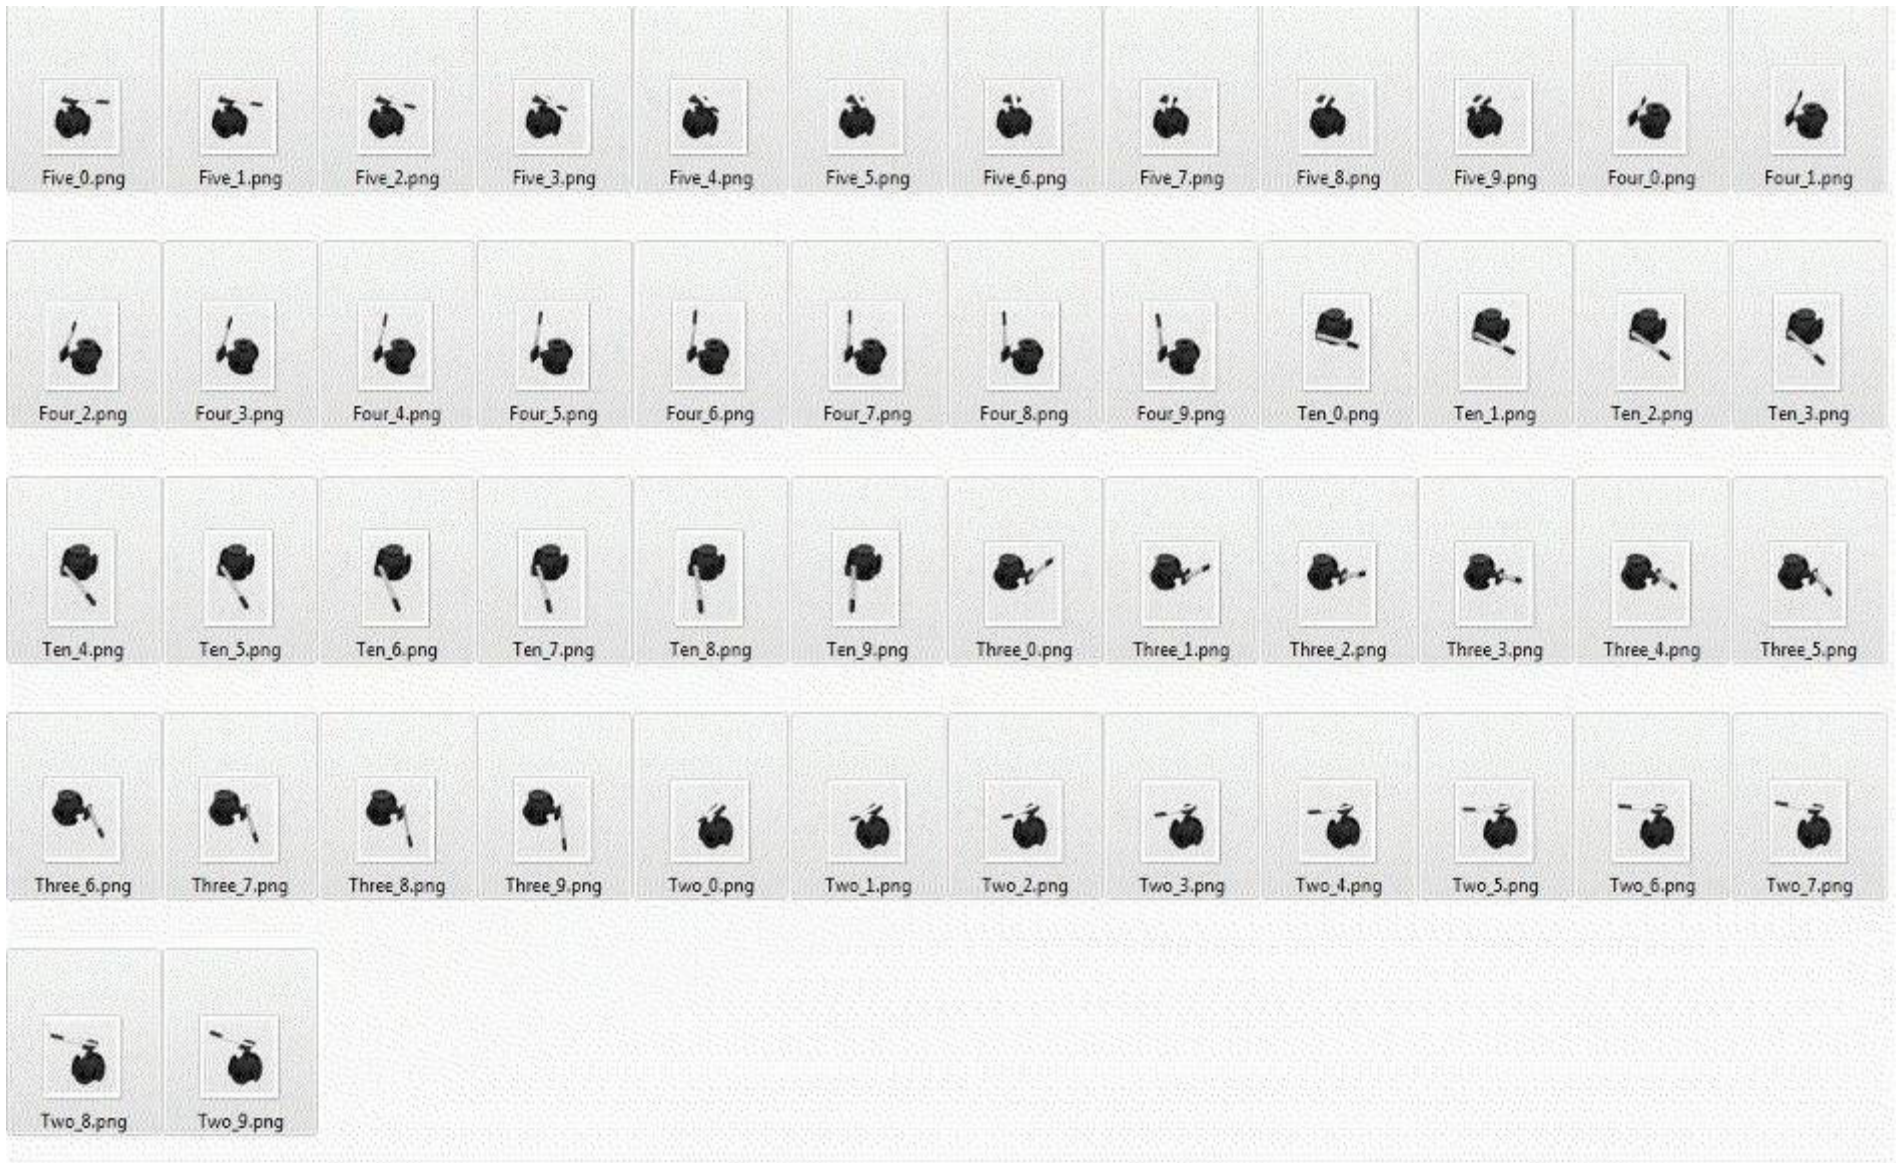 Five_0.png Five_1.png Five_2.png Five_3.png Five_4.png Five_5.png Five_6.png Five_7.png Five_8.png Five_9.png Four_0.png Four_1.png
Four_2.png Four_3.png Four_4.png Four_5.png Four_6.png Four_7.png Four_8.png Four_9.png Ten_0.png Ten_1.png Ten_2.png Ten_3.png
Ten_4.png Ten_5.png Ten_6.png Ten_7.png Ten_8.png Ten_9.png Three_0.png Three_1.png Three_2.png Three_3.png Three_4.png Three_5.png
Three_6.png Three_7.png Three_8.png Three_9.png Two_0.png Two_1.png Two_2.png Two_3.png Two_4.png Two_5.png Two_6.png Two_7.png
Two_8.png Two_9.png